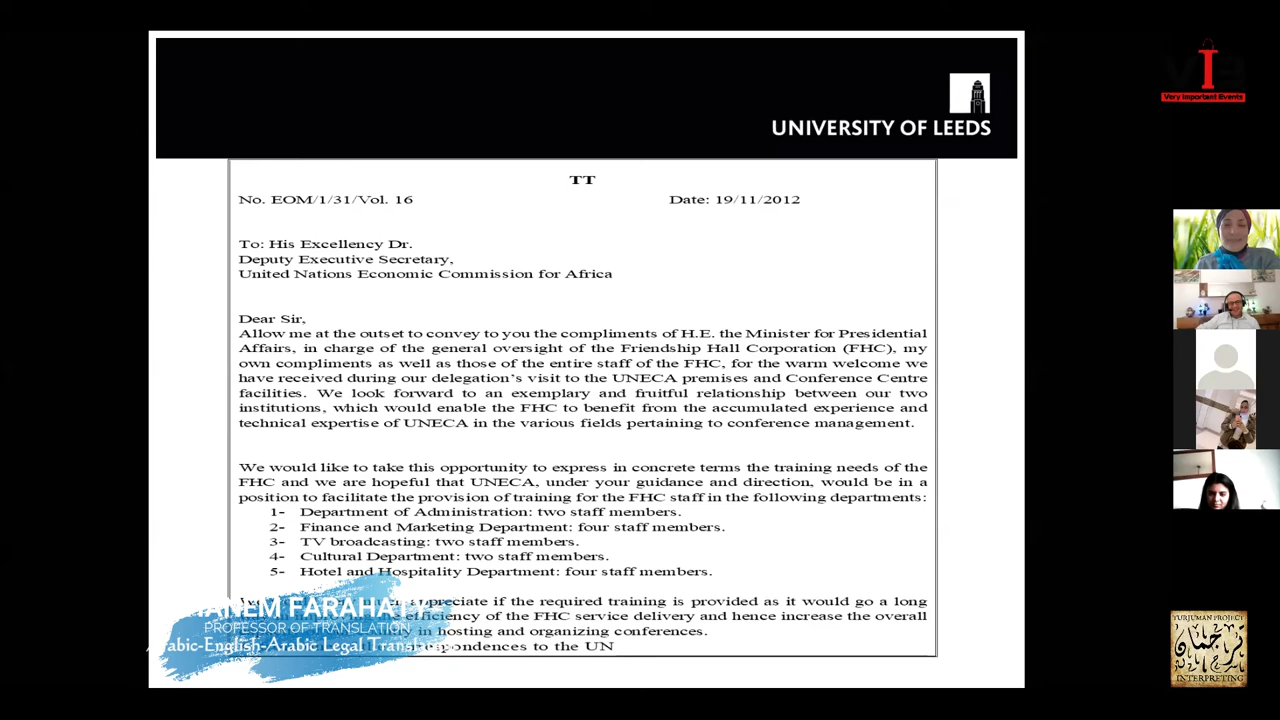 UNIVERSITY OF LEEDS
Very Important Events
TT
No. EOM/1/31/Vol. 16 Date: 19/11/2012
To: His Excellency Dr.
Deputy Executive Secretary,
United Nations Economic Commission for Africa
Dear Sir,
Allow me at the outset to convey to you the compliments of H.E. the Minister for Presidential
Affairs, in charge of the general oversight of the Friendship Hall Corporation (FHC), my
own compliments as well as those of the entire staff of the FHC, for the warm welcome we
have received during our delegation's visit to the UNECA premises and Conference Centre
facilities. We look forward to an exemplary and fruitful relationship between our two
institutions, which would enable the FHC to benefit from the accumulated experience and
technical expertise of UNECA in the various fields pertaining to conference management.
We would like to take this opportunity to express in concrete terms the training needs of the
FHC and we are hopeful that UNECA, under your guidance and direction, would be in a
position to facilitate the provision of training for the FHC staff in the following departments:
1- Department of Administration: two staff members.
2- Finance and Marketing Department: four staff members.
3- TV broadcasting: two staff members.
4- Cultural Department: two staff members.
5- Hotel and Hospitality Department: four staff members.
appreciate if the required training is provided as it would go a long
efficiency of the FHC service delivery and hence increase the overall
in hosting and organizing conferences.
to the UN
FARAHATY
PROFESSOR OF TRANSLATION
Arabic-English-Arabic Legal
TURJUMAN PROJECT
ترجمان
INTERPRETING